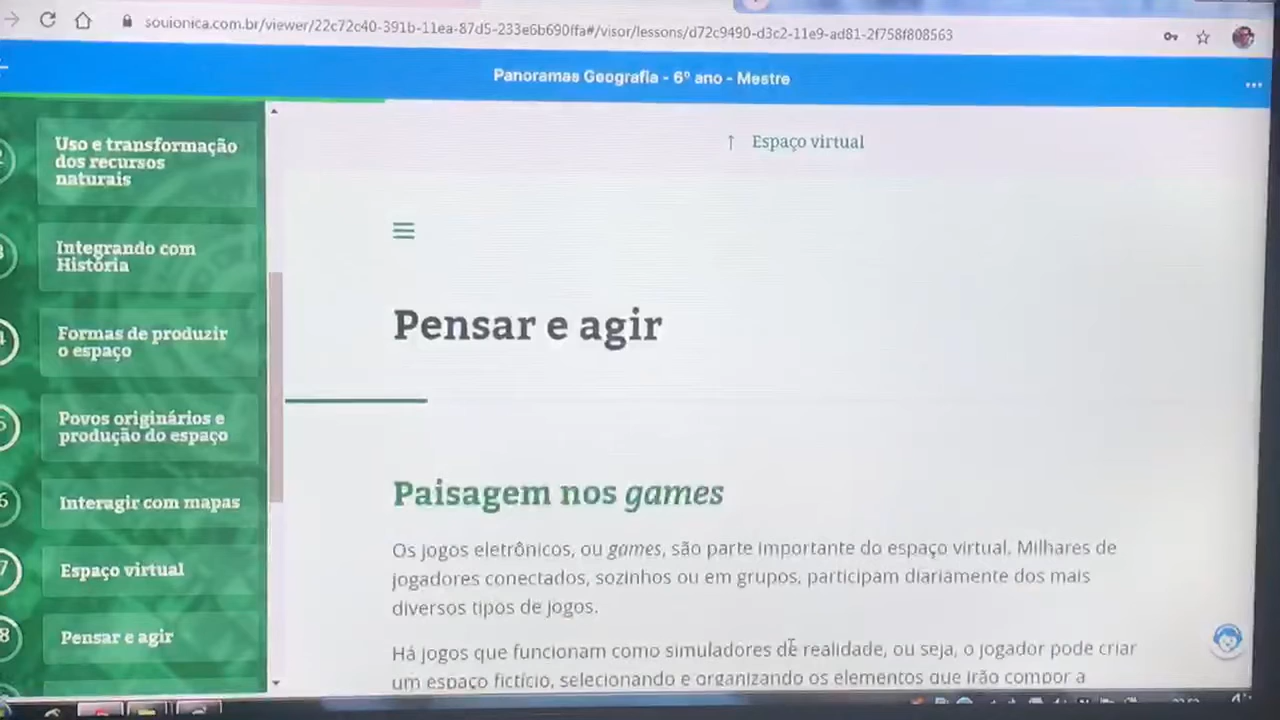 souionica.com.br/viewer/22c72c40-391b-11ea-87d5-233e6b690ffa#/visor/lessons/d72c9490-d3c2-11e9-ad81-2f758f808563
Panoramas Geografia - 6º ano - Mestre
Uso e transformação
dos recursos
naturais
Integrando com
História
4
Formas de produzir
o espaço
5
Povos originários e
produção do espaço
6
Interagir com mapas
7
Espaço virtual
8
Pensar e agir
↑ Espaço virtual
Pensar e agir
Paisagem nos games
Os jogos eletrônicos, ou games, são parte importante do espaço virtual. Milhares de
jogadores conectados, sozinhos ou em grupos, participam diariamente dos mais
diversos tipos de jogos.
Há jogos que funcionam como simuladores de realidade, ou seja, o jogador pode criar
um espaço fictício, selecionando e organizando os elementos que irão compor a